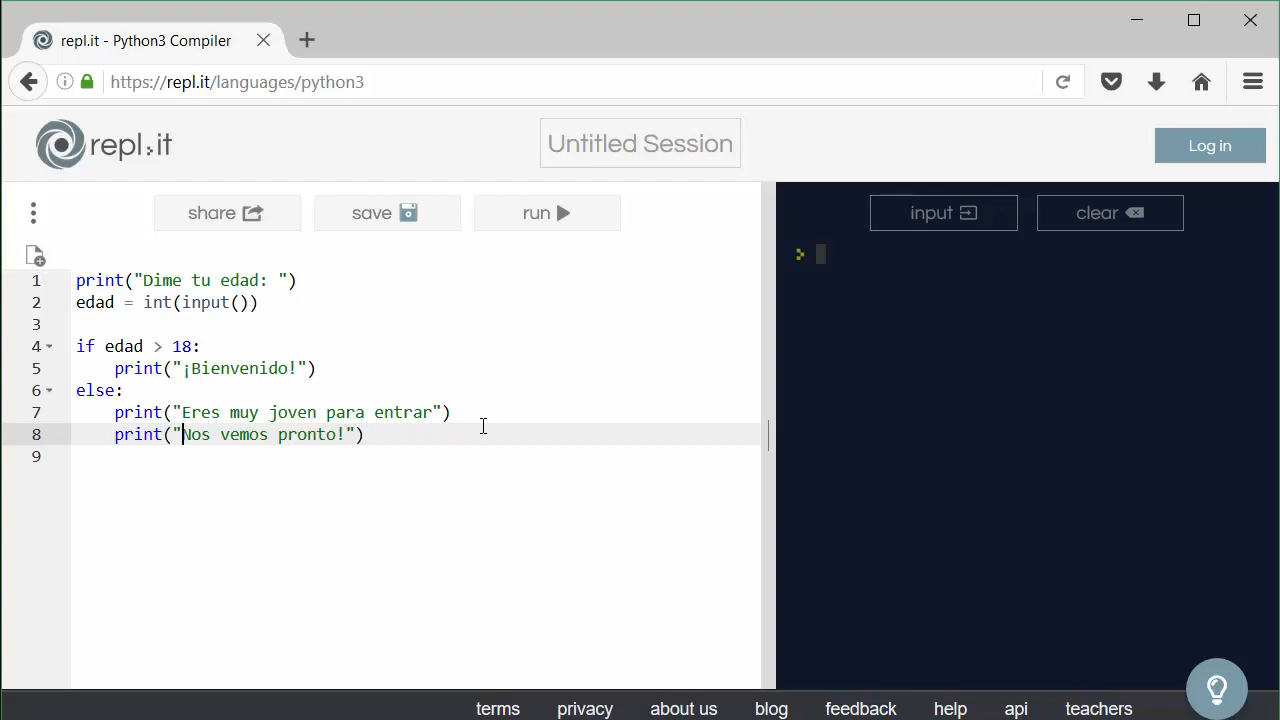 repl.it - Python3 Compiler
https://repl.it/languages/python3
repl.it
Untitled Session
Log in
share
save
run
input
clear
>
1 print("Dime tu edad: ")
2 edad = int(input())
3
4 if edad > 18:
5     print("¡Bienvenido!")
6 else:
7     print("Eres muy joven para entrar")
8     print("Nos vemos pronto!")
9
terms privacy about us blog feedback help api teachers